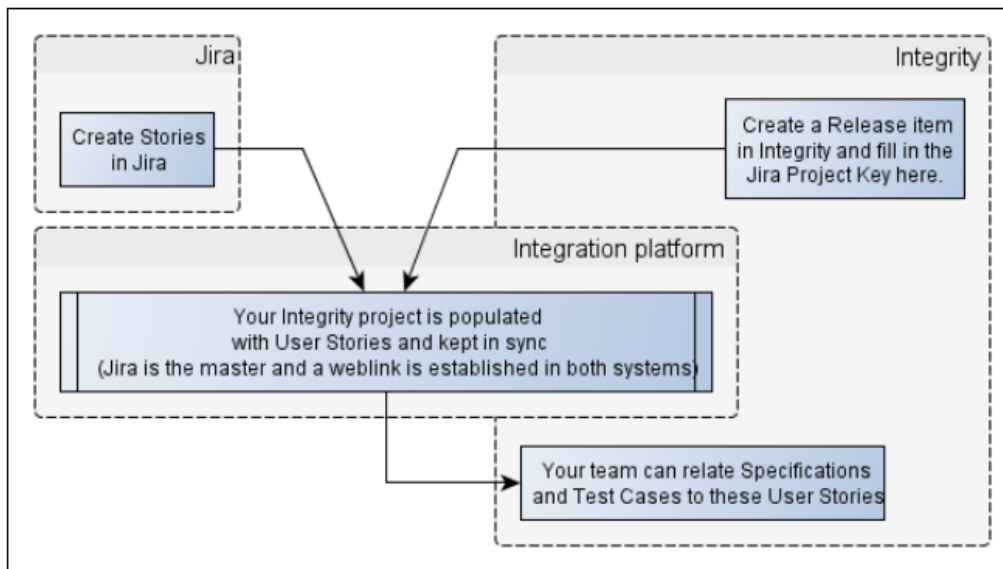 Jira
Integrity
Create Stories
in Jira
Create a Release item
in Integrity and fill in the
Jira Project Key here.
Integration platform
Your Integrity project is populated
with User Stories and kept in sync
(Jira is the master and a weblink is established in both systems)
Your team can relate Specifications
and Test Cases to these User Stories